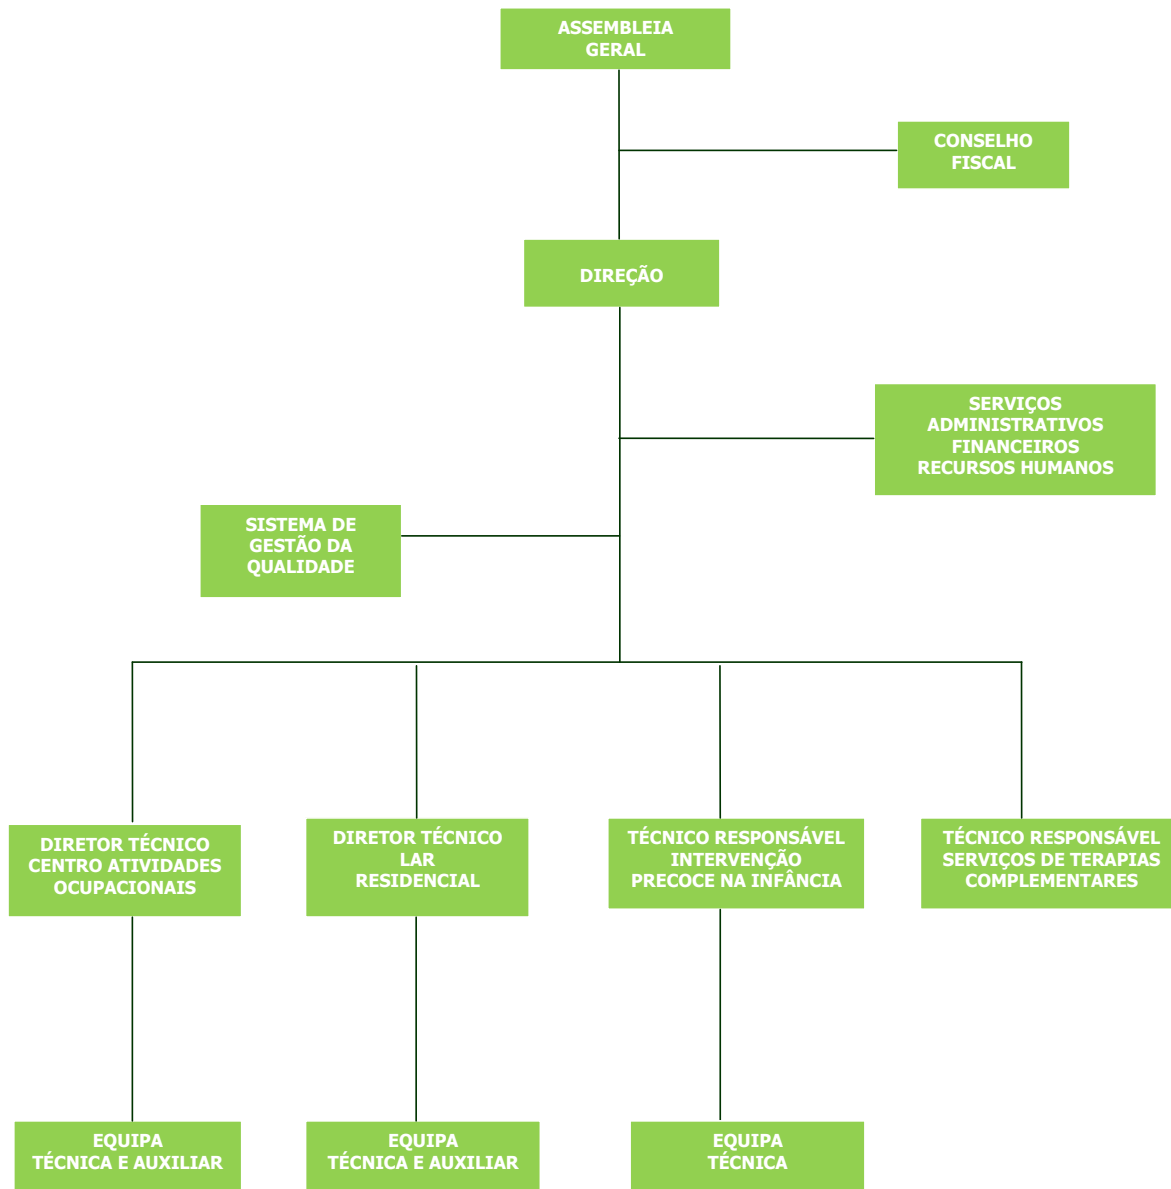 ASSEMBLEIA
GERAL
CONSELHO
FISCAL
DIREÇÃO
SERVIÇOS
ADMINISTRATIVOS
FINANCEIROS
RECURSOS HUMANOS
SISTEMA DE
GESTÃO DA
QUALIDADE
DIRETOR TÉCNICO
CENTRO ATIVIDADES
OCUPACIONAIS
DIRETOR TÉCNICO
LAR
RESIDENCIAL
TÉCNICO RESPONSÁVEL
INTERVENÇÃO
PRECOCE NA INFÂNCIA
TÉCNICO RESPONSÁVEL
SERVIÇOS DE TERAPIAS
COMPLEMENTARES
EQUIPA
TÉCNICA E AUXILIAR
EQUIPA
TÉCNICA E AUXILIAR
EQUIPA
TÉCNICA